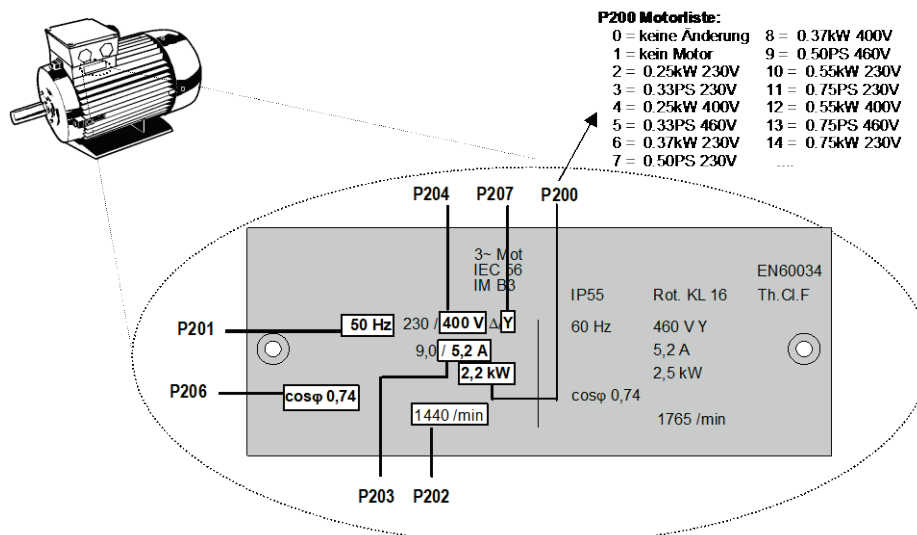 P200 Motorliste:
0 = keine Änderung 8 = 0.37kW 400V
1 = kein Motor 9 = 0.50PS 460V
2 = 0.25kW 230V 10 = 0.55kW 230V
3 = 0.33PS 230V 11 = 0.75PS 230V
4 = 0.25kW 400V 12 = 0.55kW 400V
5 = 0.33PS 460V 13 = 0.75PS 460V
6 = 0.37kW 230V 14 = 0.75kW 230V
7 = 0.50PS 230V ....
P204 P207 P200
3~ Mot
IEC 56
IM B3
EN60034
IP55 Rot. KL 16 Th.Cl.F
P201 50 Hz 230 / 400 V Δ/ Y 60 Hz 460 V Y
9,0 / 5,2 A 5,2 A
2,2 kW 2,5 kW
P206 cosφ 0,74 cosφ 0,74
1440 /min 1765 /min
P203 P202